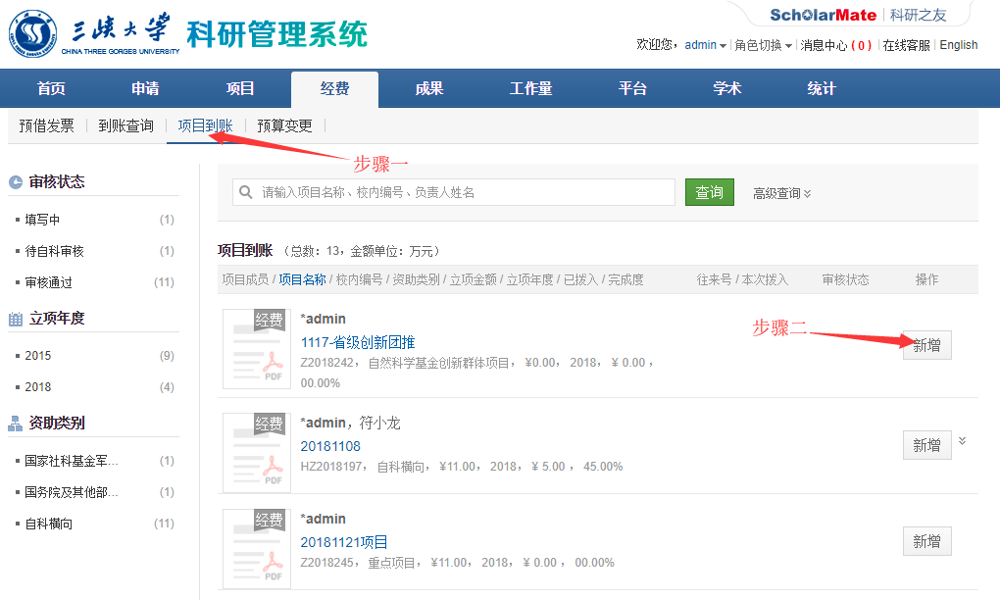 三峡大学
CHINA THREE GORGES UNIVERSITY
科研管理系统
ScholarMate | 科研之友
欢迎您，admin | 角色切换 | 消息中心 ( 0 ) | 在线客服 | English
首页 申请 项目 经费 成果 工作量 平台 学术 统计
预借发票 | 到账查询 | 项目到账 | 预算变更 |
步骤一
审核状态
填写中 (1)
待自科审核 (1)
审核通过 (11)
立项年度
2015 (9)
2018 (4)
资助类别
国家社科基金军... (1)
国务院及其他部... (1)
自科横向 (11)
请输入项目名称、校内编号、负责人姓名 查询 高级查询
项目到账 （总数：13，金额单位：万元）
项目成员 / 项目名称 / 校内编号 / 资助类别 / 立项金额 / 立项年度 / 已拨入 / 完成度 往来号 / 本次拨入 审核状态 操作
经费 PDF
*admin
1117-省级创新团推
Z2018242， 自然科学基金创新群体项目， ¥0.00， 2018， ¥ 0.00 ，
00.00%
步骤二
新增
经费 PDF
*admin，符小龙
20181108
HZ2018197， 自科横向， ¥11.00， 2018， ¥ 5.00 ， 45.00%
新增
经费 PDF
*admin
20181121项目
Z2018245， 重点项目， ¥11.00， 2018， ¥ 0.00 ， 00.00%
新增